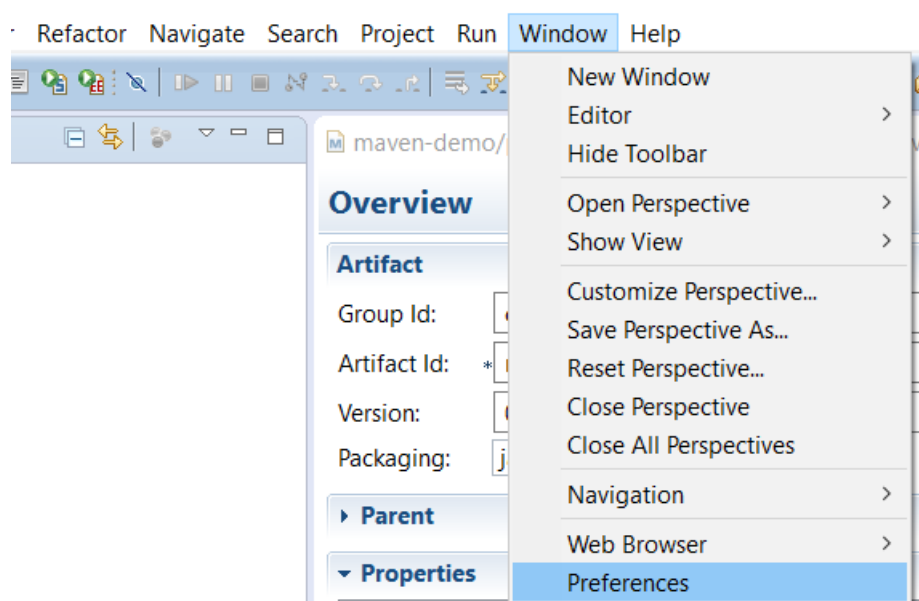 Refactor Navigate Search Project Run Window Help
New Window
Editor
Hide Toolbar
Open Perspective
Show View
Customize Perspective...
Save Perspective As...
Reset Perspective...
Close Perspective
Close All Perspectives
Navigation
Web Browser
Preferences
maven-demo/
Overview
Artifact
Group Id:
Artifact Id: *
Version:
Packaging:
Parent
Properties